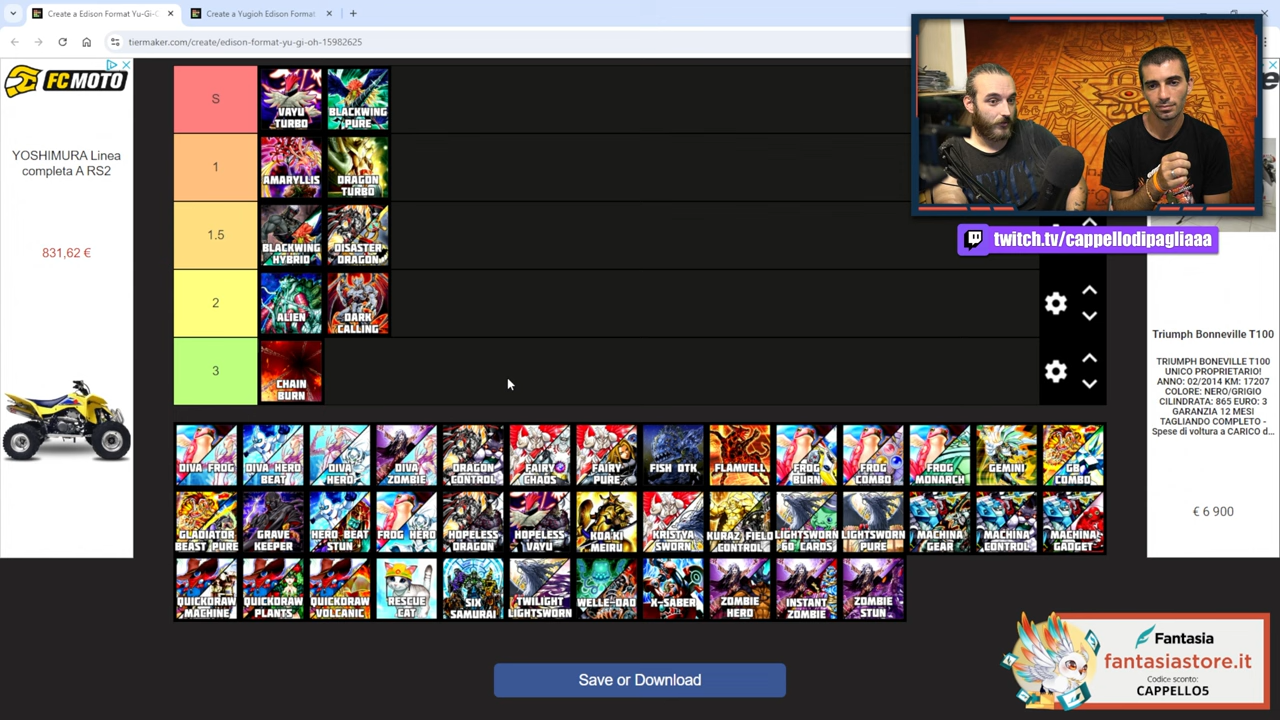 Create a Edison Format Yu-Gi-O
Create a Yugioh Edison Format
tiermaker.com/create/edison-format-yu-gi-oh-15982625
FC MOTO
YOSHIMURA Linea
completa A RS2
831,62 €
S
VAYU TURBO
BLACKWING PURE
1
AMARYLLIS
DRAGON TURBO
1.5
BLACKWING HYBRID
DISASTER DRAGON
2
ALIEN
DARK CALLING
3
CHAIN BURN
DIVA FROG
DIVA HERO BEAT
DIVA HERO
DIVA ZOMBIE
DRAGON CONTROL
FAIRY CHAOS
FAIRY PURE
FISH OTK
FLAMVELL
FROG BURN
FROG COMBO
FROG MONARCH
GEMINI
GB COMBO
GLADIATOR BEAST PURE
GRAVE KEEPER
HERO BEAT STUN
FROG HERO
HOPELESS DRAGON
HOPELESS VAYU
KOA KI MEIRU
KRISTYA SWORN
KURAZ FIELD CONTROL
LIGHTSWORN GO CARDS
LIGHTSWORN PURE
MACHINA GEAR
MACHINA CONTROL
MACHINA GADGET
QUICKDRAW MACHINE
QUICKDRAW PLANTS
QUICKDRAW VOLCANIC
RESCUE CAT
SIX SAMURAI
TWILIGHT LIGHTSWORN
WELLE-DAD
X-SABER
ZOMBIE HERO
INSTANT ZOMBIE
ZOMBIE STUN
Save or Download
twitch.tv/cappellodipagliaaa
Triumph Bonneville T100
TRIUMPH BONEVILLE T100
UNICO PROPRIETARIO!
ANNO: 02/2014 KM: 17207
COLORE: NERO/GRIGIO
CILINDRATA: 865 EURO: 3
GARANZIA 12 MESI
TAGLIANDO COMPLETO -
Spese di voltura a CARICO d...
€ 6 900
Fantasia
fantasiastore.it
Codice sconto:
CAPPELLO5